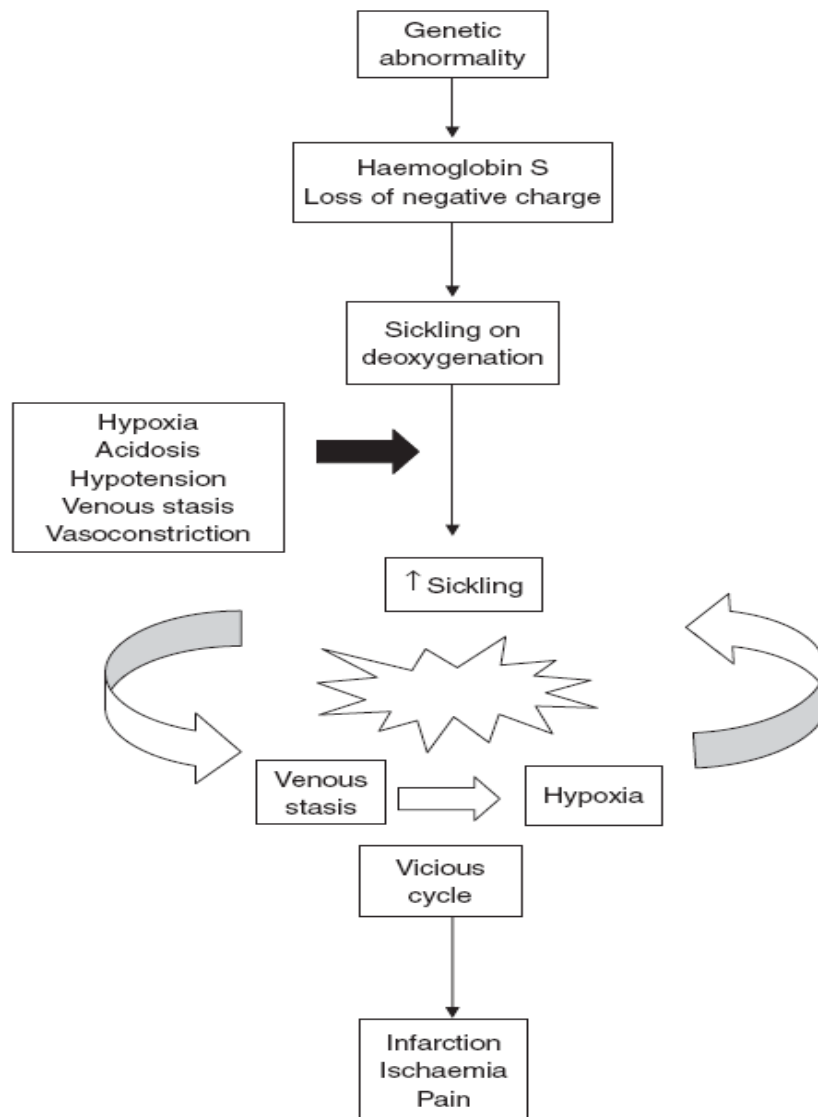 Genetic
abnormality
Haemoglobin S
Loss of negative charge
Sickling on
deoxygenation
Hypoxia
Acidosis
Hypotension
Venous stasis
Vasoconstriction
↑ Sickling
Venous
stasis
Hypoxia
Vicious
cycle
Infarction
Ischaemia
Pain